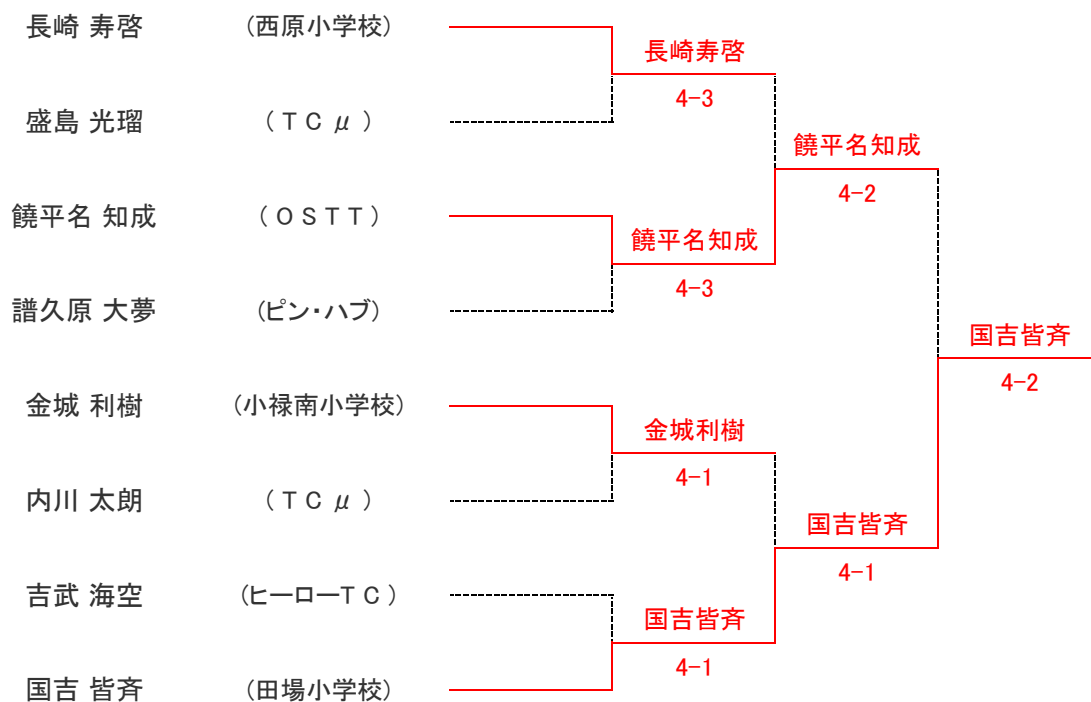 長崎 寿啓 (西原小学校)
長崎寿啓
4-3
盛島 光瑠 (ＴＣμ)
饒平名知成
4-2
饒平名 知成 (ＯＳＴＴ)
饒平名知成
4-3
譜久原 大夢 (ピン・ハブ)
国吉皆斉
4-2
金城 利樹 (小禄南小学校)
金城利樹
4-1
内川 太朗 (ＴＣμ)
国吉皆斉
4-1
吉武 海空 (ヒーローＴＣ)
国吉皆斉
4-1
国吉 皆斉 (田場小学校)